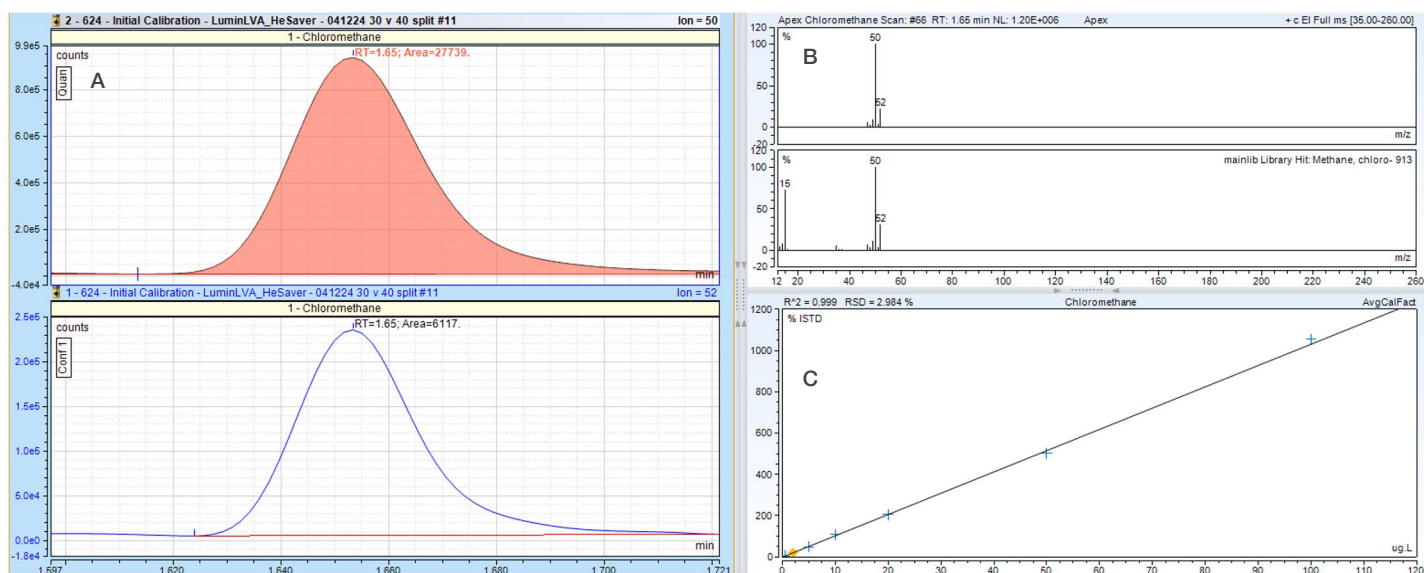 2 - 624 - Initial Calibration - LuminLVA_HeSaver - 041224 30 v 40 split #11 Ion = 50
1 - Chloromethane
9.9e5
8.0e5
6.0e5
4.0e5
2.0e5
-4.0e4
counts
Quan
A
RT=1.65; Area=27739.
min
1 - 624 - Initial Calibration - LuminLVA_HeSaver - 041224 30 v 40 split #11 Ion = 52
1 - Chloromethane
2.5e5
2.0e5
1.5e5
1.0e5
5.0e4
0.0e0
-1.8e4
counts
Conf 1
RT=1.65; Area=6117.
min
1.597 1.620 1.640 1.660 1.680 1.700 1.721
Apex Chloromethane Scan: #66 RT: 1.65 min NL: 1.20E+006 Apex + c EI Full ms [35.00-260.00]
120
100
50
0
-20
%
B
50
52
m/z
120
100
50
0
-20
%
mainlib Library Hit: Methane, chloro- 913
15
50
52
m/z
12 20 40 60 80 100 120 140 160 180 200 220 240 260
R^2 = 0.999 RSD = 2.984 % Chloromethane AvgCalFact
1200
1000
800
600
400
200
0
% ISTD
C
ug.L
0 10 20 30 40 50 60 70 80 90 100 110 120